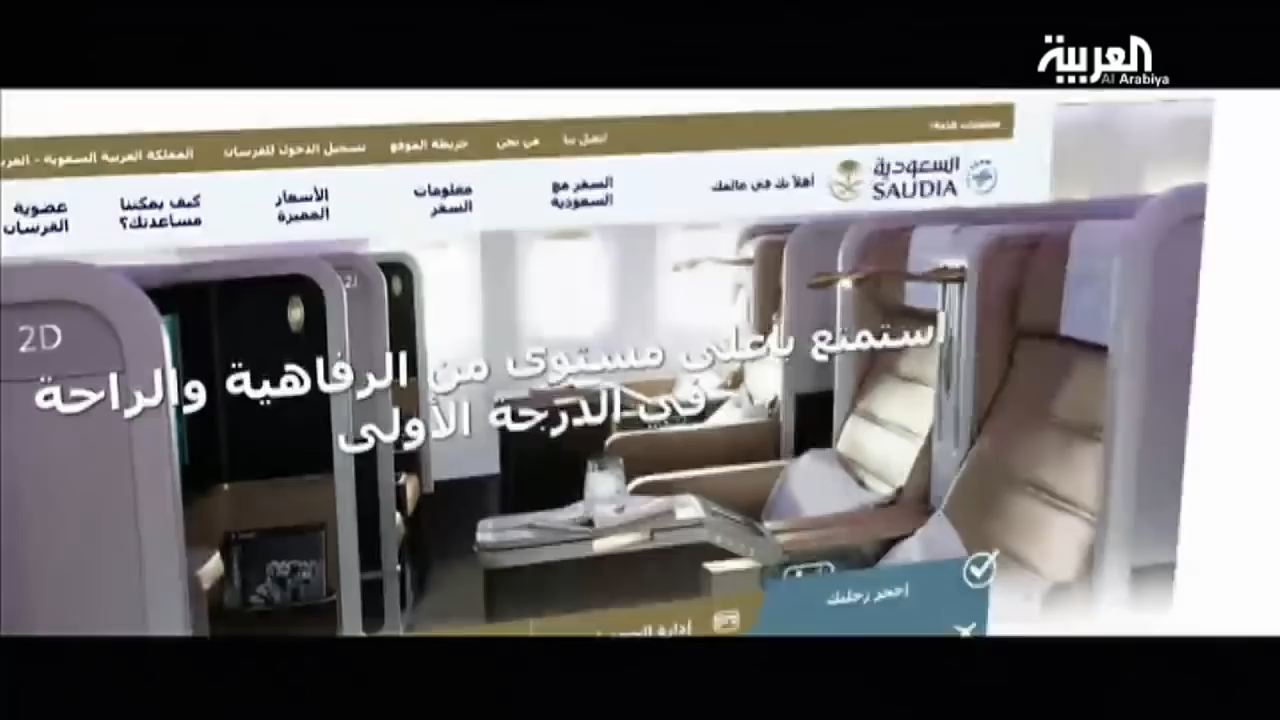 العربية
Al Arabiya
اتصل بنا
من نحن
خريطة الموقع
تسجيل الدخول للفرسان
المملكة العربية السعودية -
السعودية
SAUDIA
أهلاً بك في عالمك
السفر مع
السعودية
معلومات
السفر
الأسعار
المميزة
كيف يمكننا
مساعدتك؟
عضوية
الفرسان
2D
استمتع بأعلى مستوى من الرفاهية والراحة
في الدرجة الأولى
إحجز رحلتك
إدارة